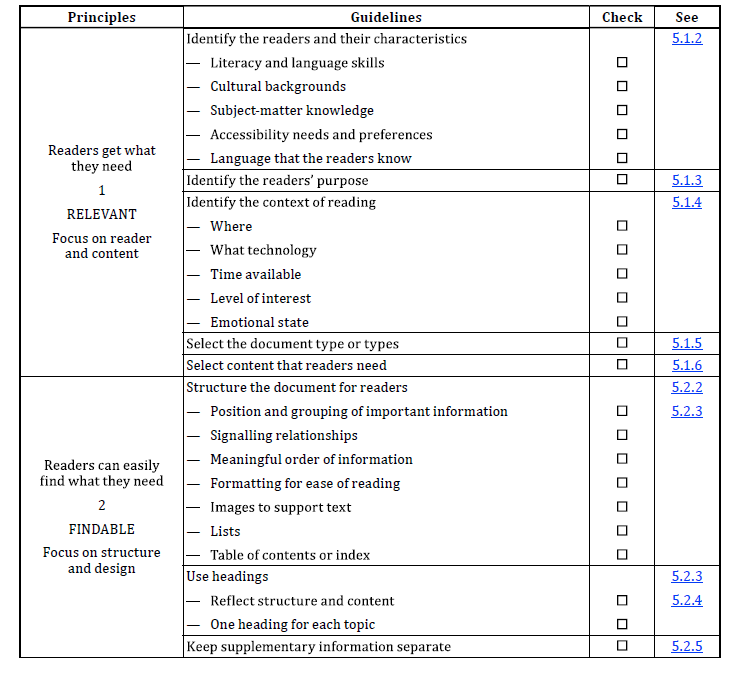 Principles Guidelines Check See
Readers get what
they need
1
RELEVANT
Focus on reader
and content
Identify the readers and their characteristics 5.1.2
— Literacy and language skills ☐
— Cultural backgrounds ☐
— Subject-matter knowledge ☐
— Accessibility needs and preferences ☐
— Language that the readers know ☐
Identify the readers’ purpose ☐ 5.1.3
Identify the context of reading 5.1.4
— Where ☐
— What technology ☐
— Time available ☐
— Level of interest ☐
— Emotional state ☐
Select the document type or types ☐ 5.1.5
Select content that readers need ☐ 5.1.6
Readers can easily
find what they need
2
FINDABLE
Focus on structure
and design
Structure the document for readers 5.2.2
— Position and grouping of important information ☐ 5.2.3
— Signalling relationships ☐
— Meaningful order of information ☐
— Formatting for ease of reading ☐
— Images to support text ☐
— Lists ☐
— Table of contents or index ☐
Use headings 5.2.3
— Reflect structure and content ☐ 5.2.4
— One heading for each topic ☐
Keep supplementary information separate ☐ 5.2.5